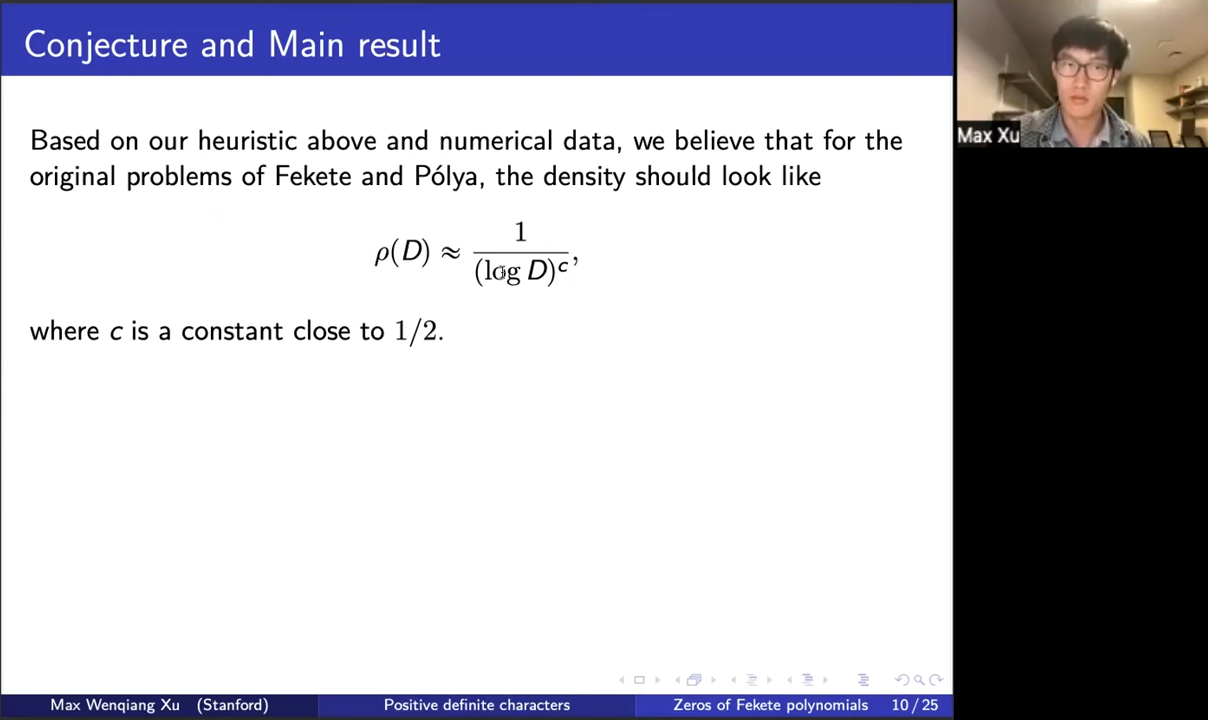 Conjecture and Main result
Based on our heuristic above and numerical data, we believe that for the
original problems of Fekete and Pólya, the density should look like
ρ(D) ≈ 1/(log D)^c,
where c is a constant close to 1/2.
Max Xu
Max Wenqiang Xu (Stanford) Positive definite characters Zeros of Fekete polynomials 10 / 25